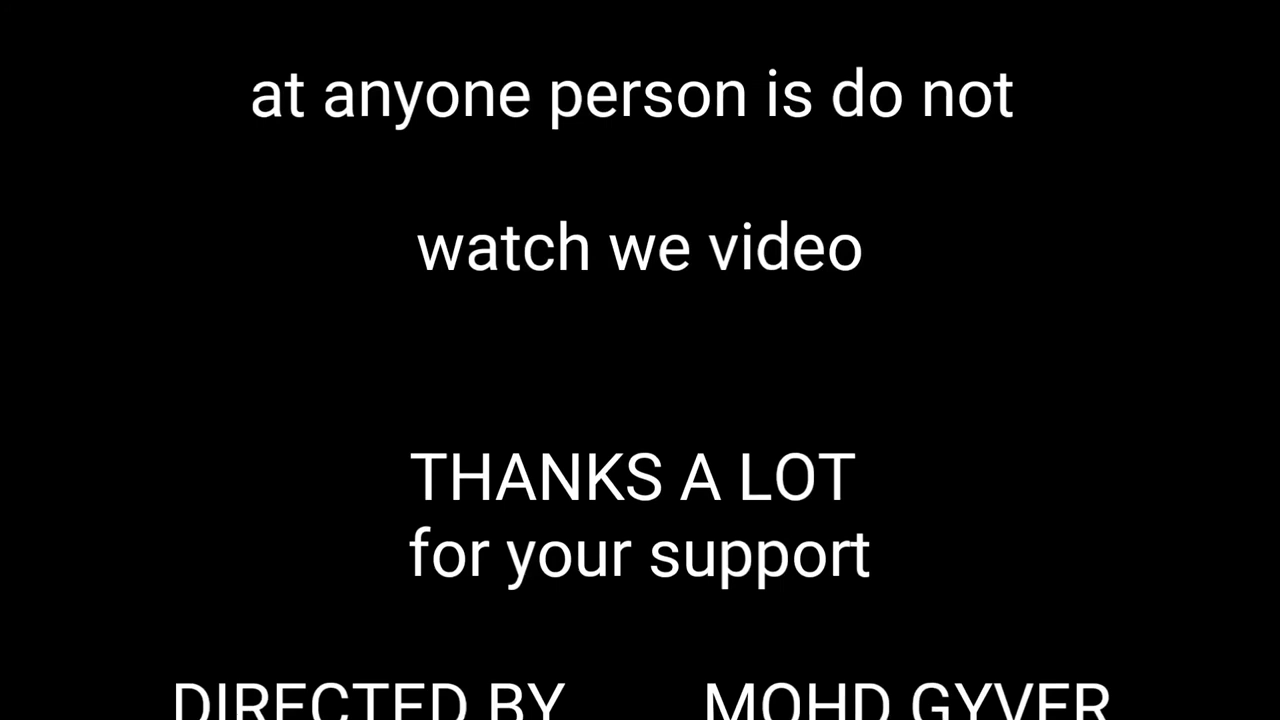 at anyone person is do not
watch we video
THANKS A LOT
for your support
DIRECTED BY MOHD GYVER